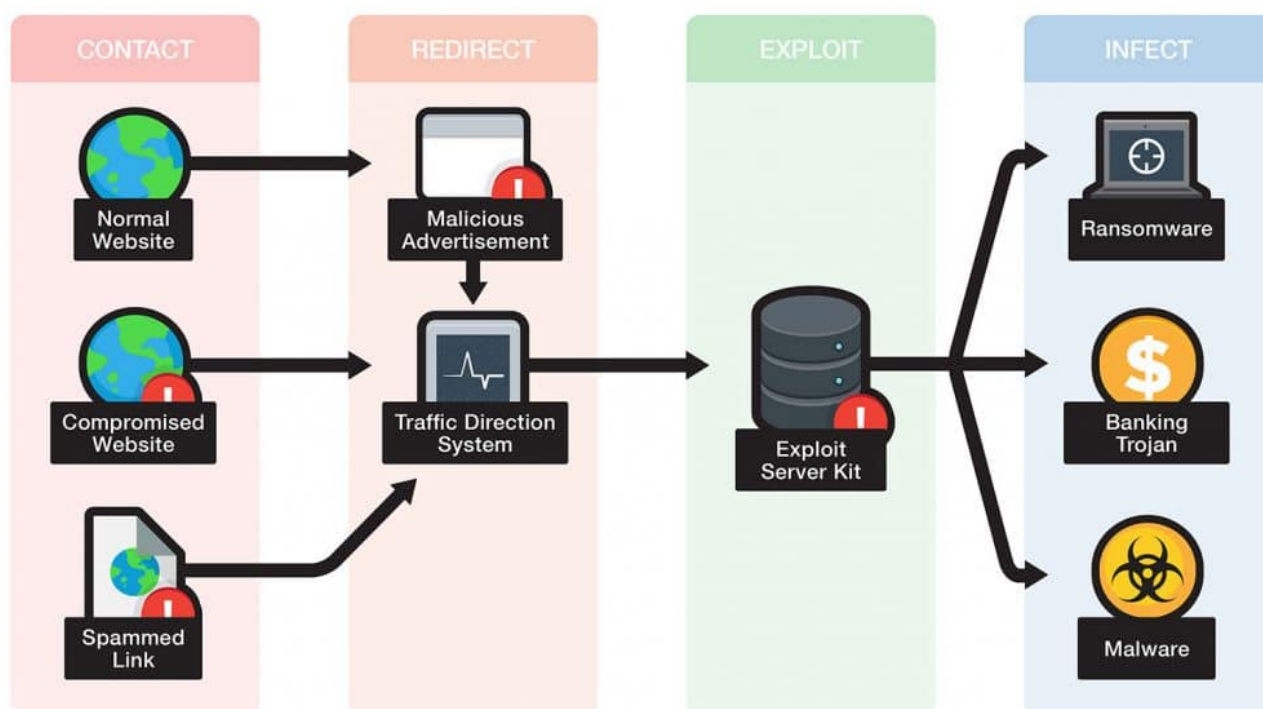 CONTACT
REDIRECT
EXPLOIT
INFECT
Normal
Website
Malicious
Advertisement
Ransomware
Compromised
Website
Traffic Direction
System
Exploit
Server Kit
Banking
Trojan
Spammed
Link
Malware